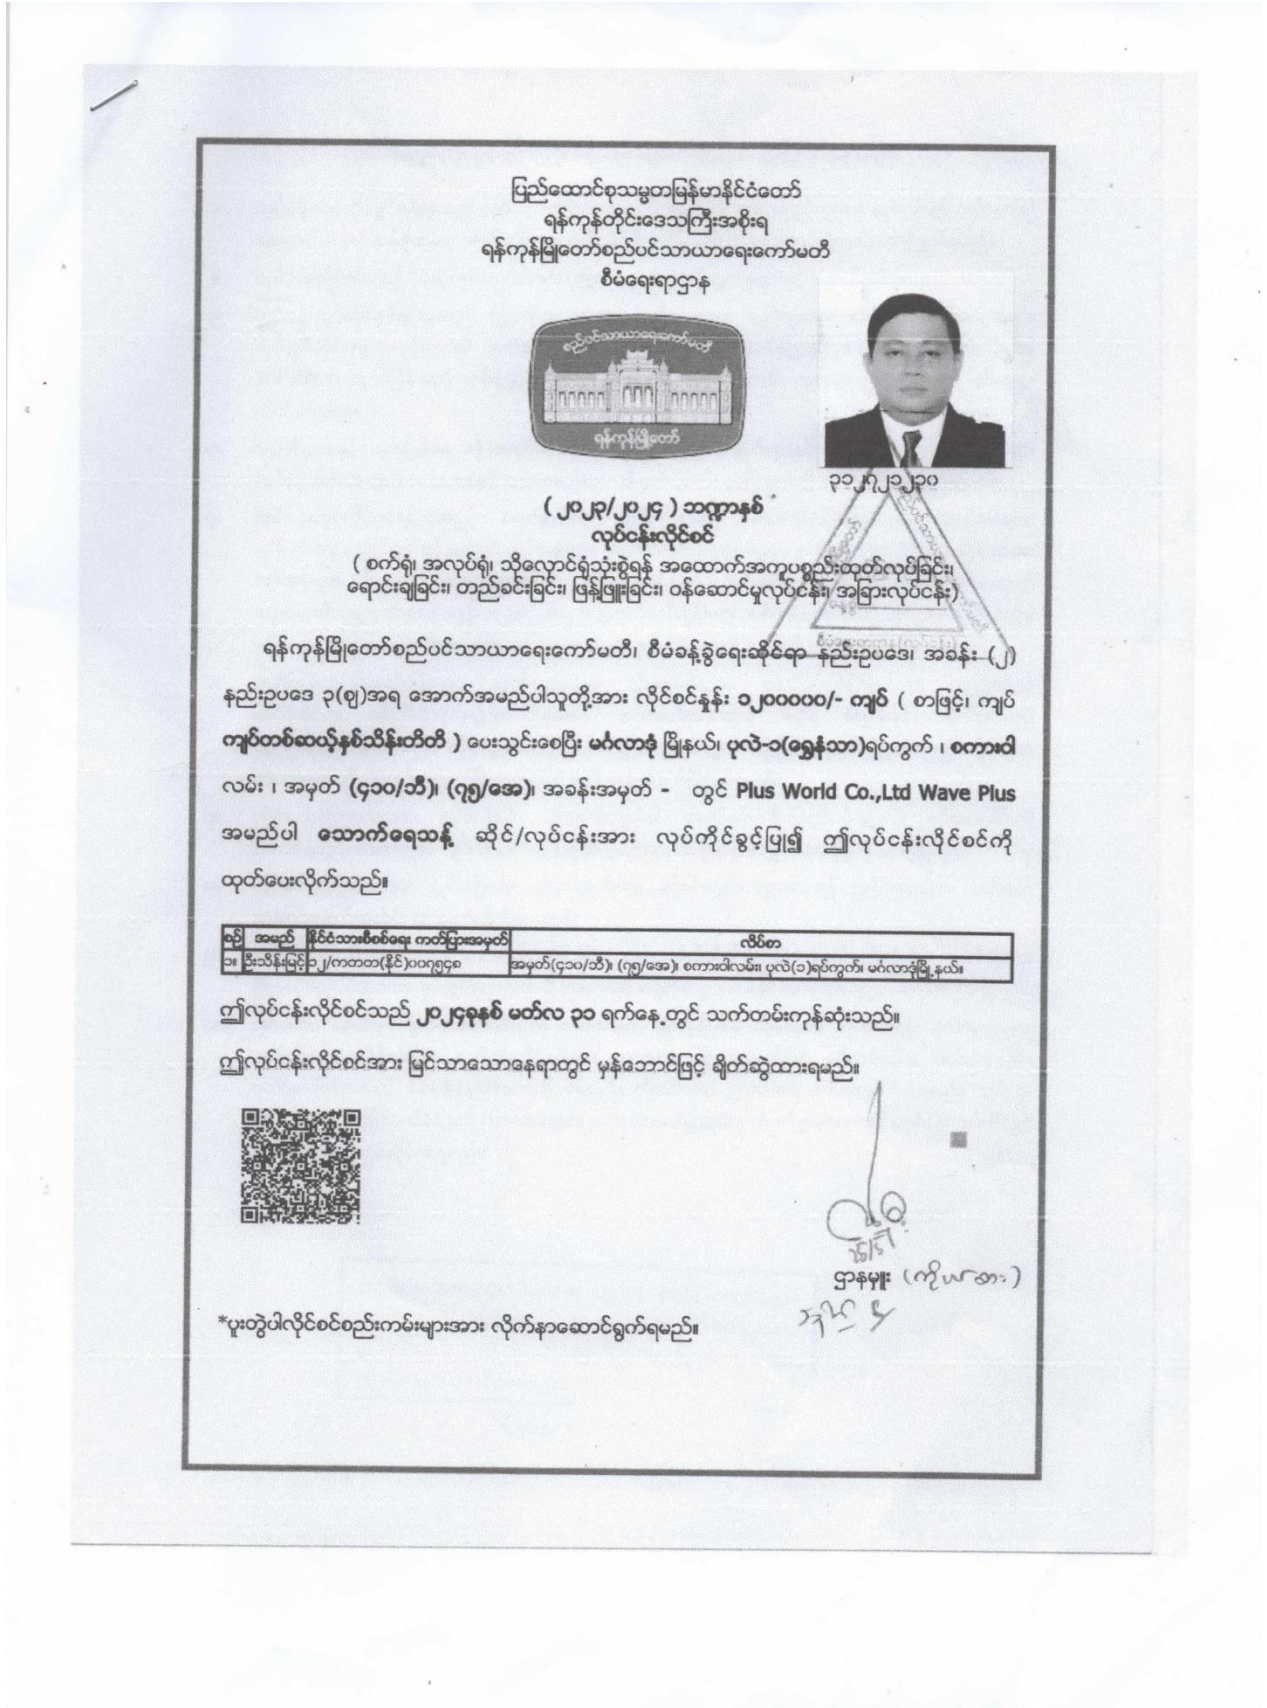 ပြည်ထောင်စုသမ္မတမြန်မာနိုင်ငံတော်
ရန်ကုန်တိုင်းဒေသကြီးအစိုးရ
ရန်ကုန်မြို့တော်စည်ပင်သာယာရေးကော်မတီ
စီမံရေးရာဌာန
စည်ပင်သာယာရေးကော်မတီ
ရန်ကုန်မြို့တော်
၃၁၂၇၂၁၂၃၀
( ၂၀၂၃/၂၀၂၄ ) ဘဏ္ဍာနှစ်
လုပ်ငန်းလိုင်စင်
( စက်ရုံ၊ အလုပ်ရုံ၊ သိုလှောင်ရုံသုံးစွဲရန် အထောက်အကူပစ္စည်းထုတ်လုပ်ခြင်း၊
ရောင်းချခြင်း၊ တည်ခင်းခြင်း၊ ဖြန့်ဖြူးခြင်း၊ ဝန်ဆောင်မှုလုပ်ငန်း၊ အခြားလုပ်ငန်း)
ရန်ကုန်မြို့တော်စည်ပင်သာယာရေးကော်မတီ၊ စီမံခန့်ခွဲရေးဆိုင်ရာ နည်းဥပဒေ၊ အခန်း (၂)
နည်းဥပဒေ ၃(ဈ)အရ အောက်အမည်ပါသူတို့အား လိုင်စင်နှုန်း ၁၂၀၀၀၀၀/- ကျပ် ( စာဖြင့်၊ ကျပ်
ကျပ်တစ်ဆယ့်နှစ်သိန်းတိတိ ) ပေးသွင်းစေပြီး မင်္ဂလာဒုံ မြို့နယ်၊ ပုလဲ-၁(ရွှေနံသာ)ရပ်ကွက် ၊ စကားဝါ
လမ်း ၊ အမှတ် (၄၁၀/ဘီ)၊ (၇၅/အေ)၊ အခန်းအမှတ် - တွင် Plus World Co.,Ltd Wave Plus
အမည်ပါ သောက်ရေသန့် ဆိုင်/လုပ်ငန်းအား လုပ်ကိုင်ခွင့်ပြု၍ ဤလုပ်ငန်းလိုင်စင်ကို
ထုတ်ပေးလိုက်သည်။
စဉ် အမည် နိုင်ငံသားစီစစ်ရေး ကတ်ပြားအမှတ် လိပ်စာ
၁။ ဦးသိန်းမြင့် ၁၂/ကတတ(နိုင်)၀၀၇၅၄၈ အမှတ်(၄၁၀/ဘီ)၊ (၇၅/အေ)၊ စကားဝါလမ်း၊ ပုလဲ(၁)ရပ်ကွက်၊ မင်္ဂလာဒုံမြို့နယ်။
ဤလုပ်ငန်းလိုင်စင်သည် ၂၀၂၄ခုနှစ် မတ်လ ၃၁ ရက်နေ့တွင် သက်တမ်းကုန်ဆုံးသည်။
ဤလုပ်ငန်းလိုင်စင်အား မြင်သာသောနေရာတွင် မှန်ဘောင်ဖြင့် ချိတ်ဆွဲထားရမည်။
ဌာနမှူး (ကိုယ်စား)
*ပူးတွဲပါလိုင်စင်စည်းကမ်းများအား လိုက်နာဆောင်ရွက်ရမည်။